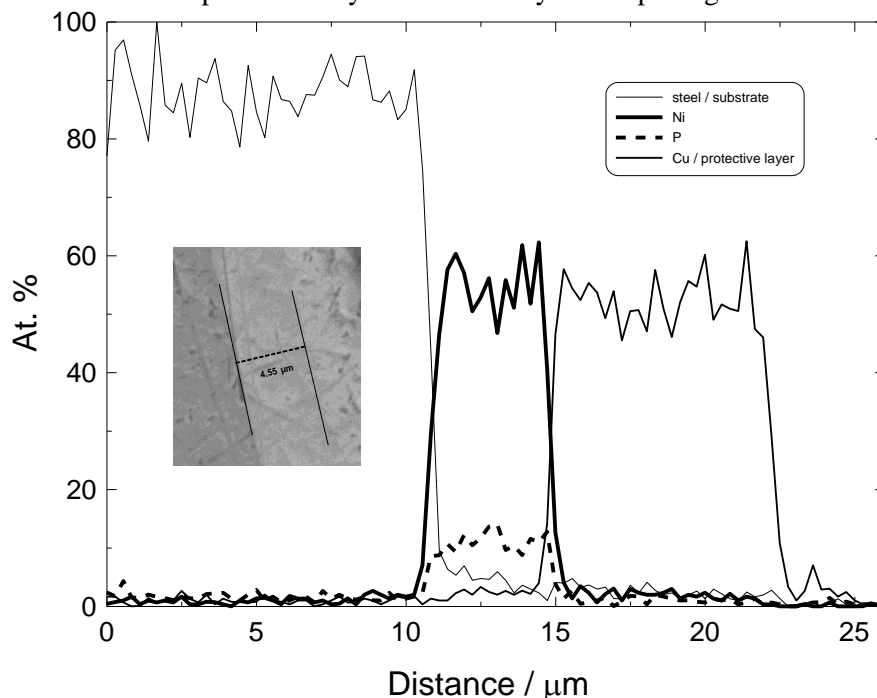 100
80
60
40
20
0
At. %
steel / substrate
Ni
P
Cu / protective layer
4,55 µm
0 5 10 15 20 25
Distance / µm